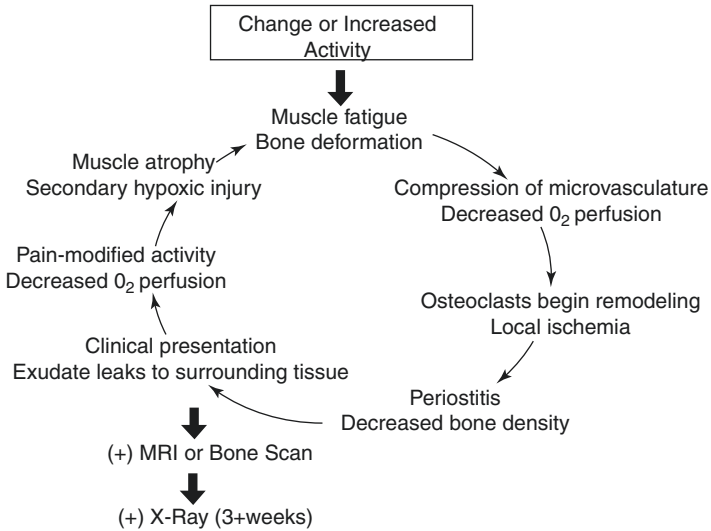 Change or Increased
Activity
Muscle fatigue
Bone deformation
Compression of microvasculature
Decreased 0₂ perfusion
Osteoclasts begin remodeling
Local ischemia
Periostitis
Decreased bone density
Clinical presentation
Exudate leaks to surrounding tissue
Pain-modified activity
Decreased 0₂ perfusion
Muscle atrophy
Secondary hypoxic injury
(+) MRI or Bone Scan
(+) X-Ray (3+weeks)